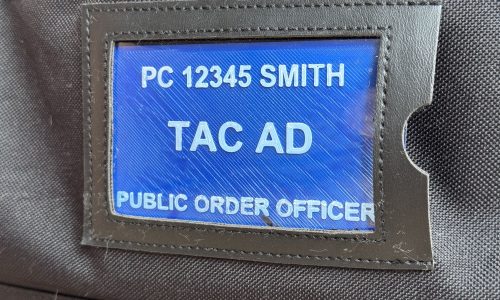 PC 12345 SMITH
TAC AD
PUBLIC ORDER OFFICER